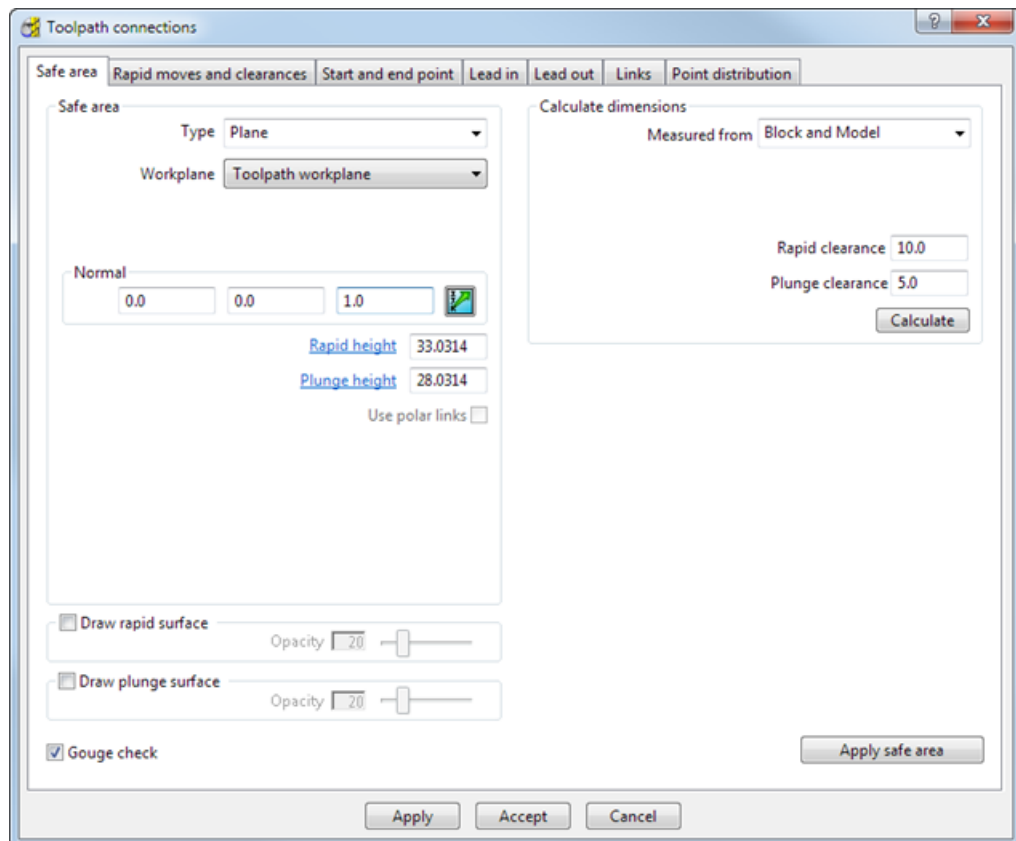 Toolpath connections
?
Safe area Rapid moves and clearances Start and end point Lead in Lead out Links Point distribution
Safe area
Type Plane
Workplane Toolpath workplane
Normal
0.0 0.0 1.0
Rapid height 33.0314
Plunge height 28.0314
Use polar links
Calculate dimensions
Measured from Block and Model
Rapid clearance 10.0
Plunge clearance 5.0
Calculate
Draw rapid surface
Opacity 20
Draw plunge surface
Opacity 20
Gouge check
Apply safe area
Apply Accept Cancel